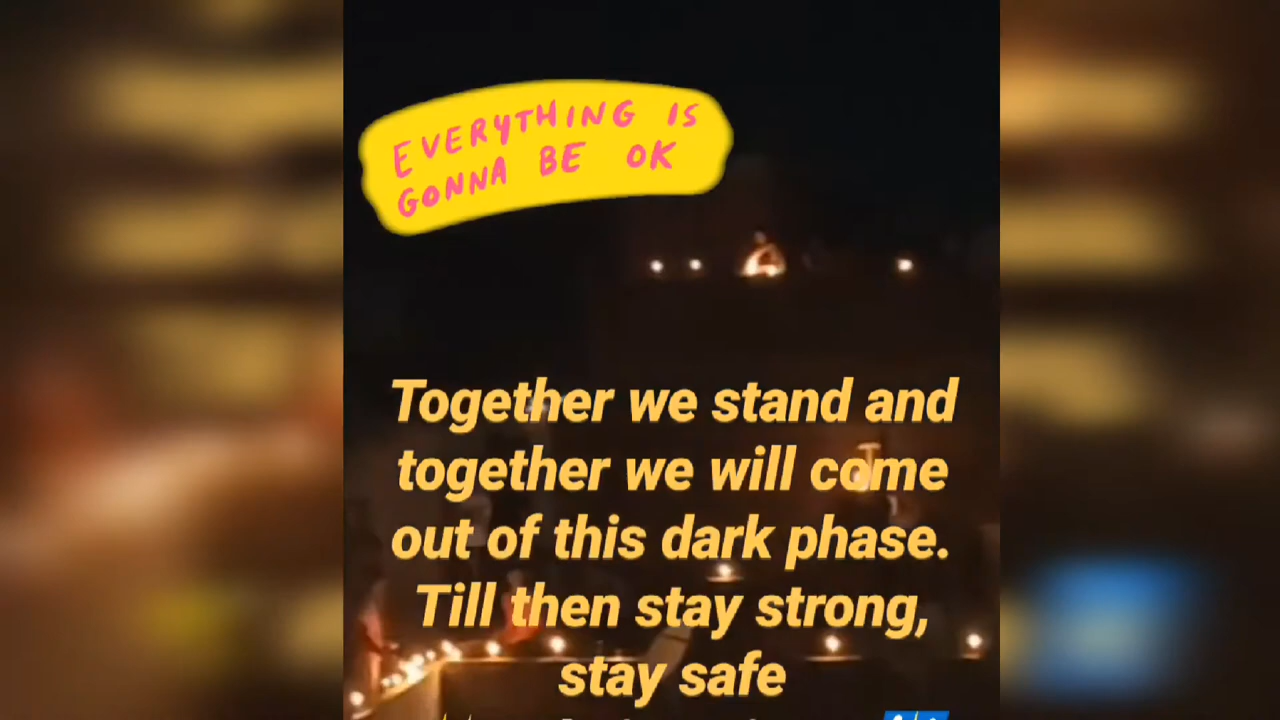 EVERYTHING IS
GONNA BE OK
Together we stand and
together we will come
out of this dark phase.
Till then stay strong,
stay safe